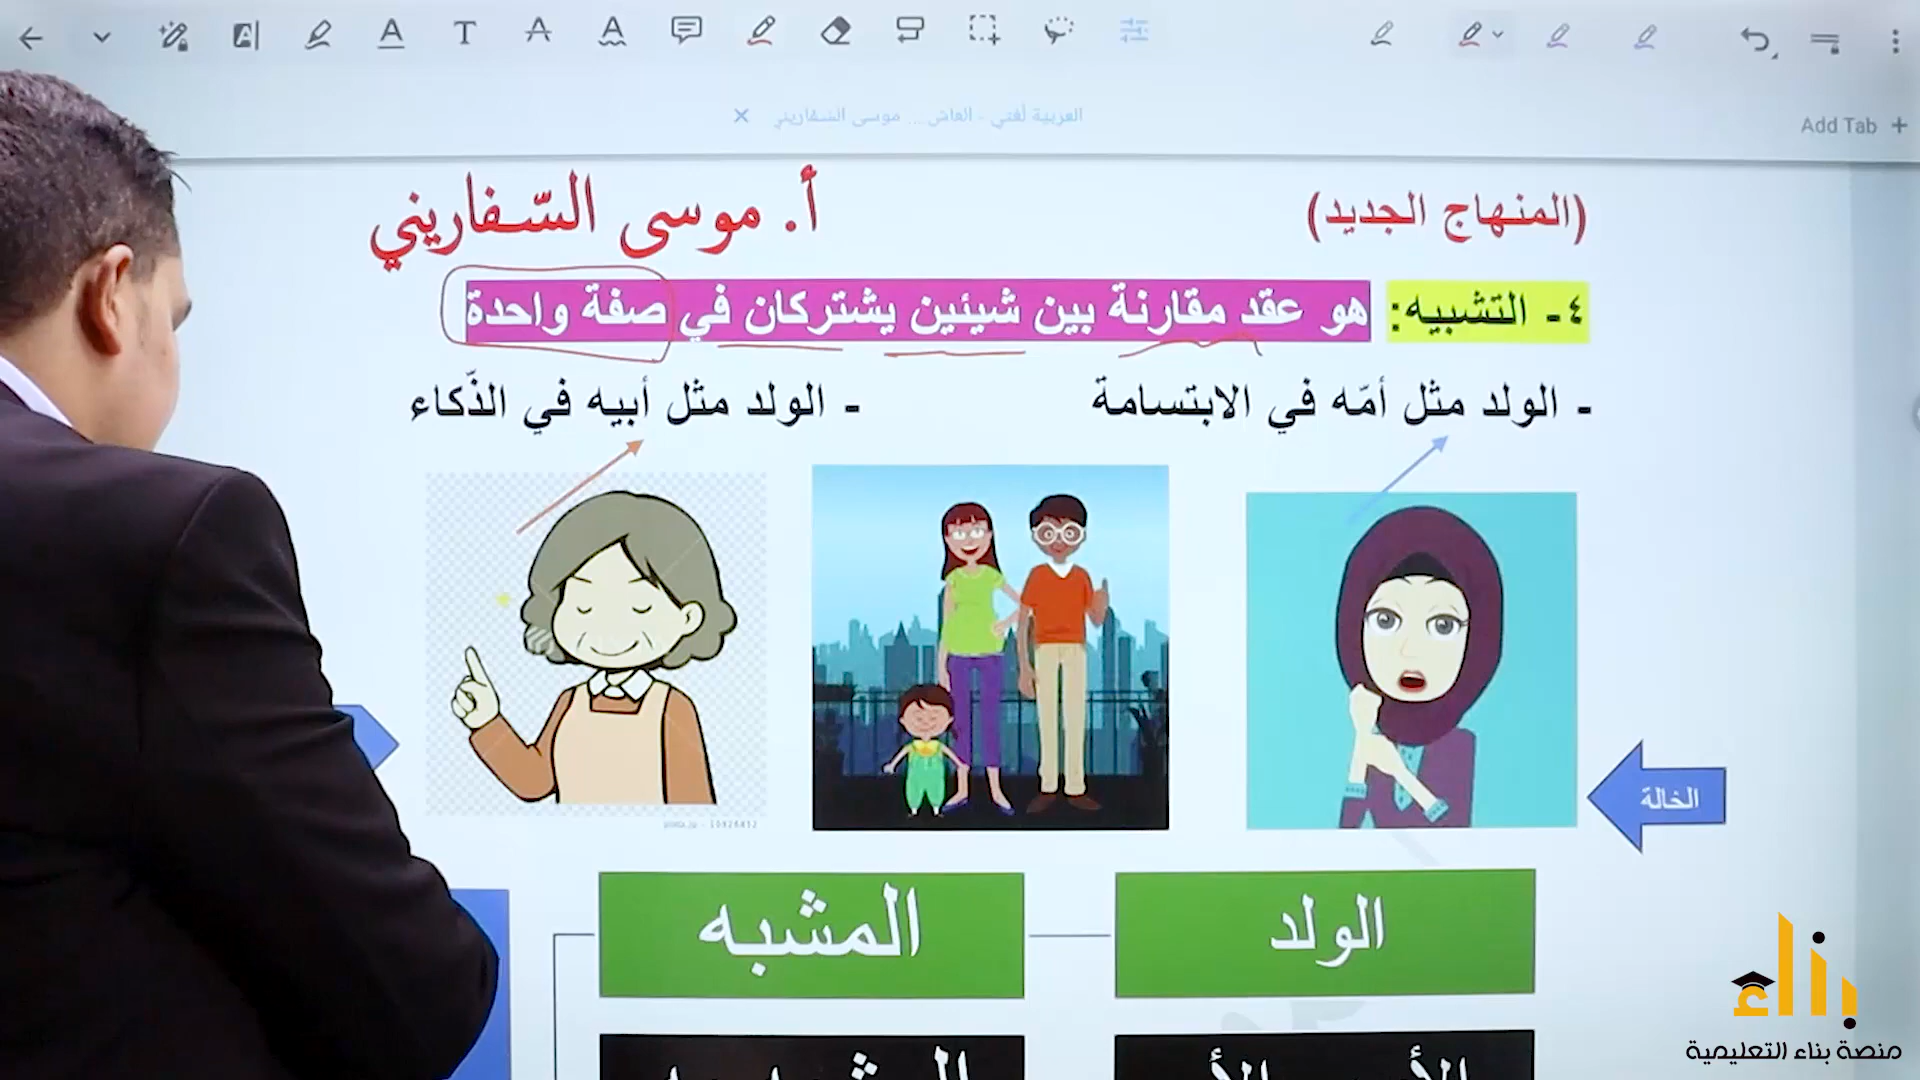 العربية لغتي - العاش... موسى السفاريني
Add Tab +
(المنهاج الجديد)
أ. موسى السّفاريني
٤- التشبيه: هو عقد مقارنة بين شيئين يشتركان في صفة واحدة
- الولد مثل أمّه في الابتسامة
- الولد مثل أبيه في الذّكاء
الخالة
الولد
المشبه
بناء
منصة بناء التعليمية